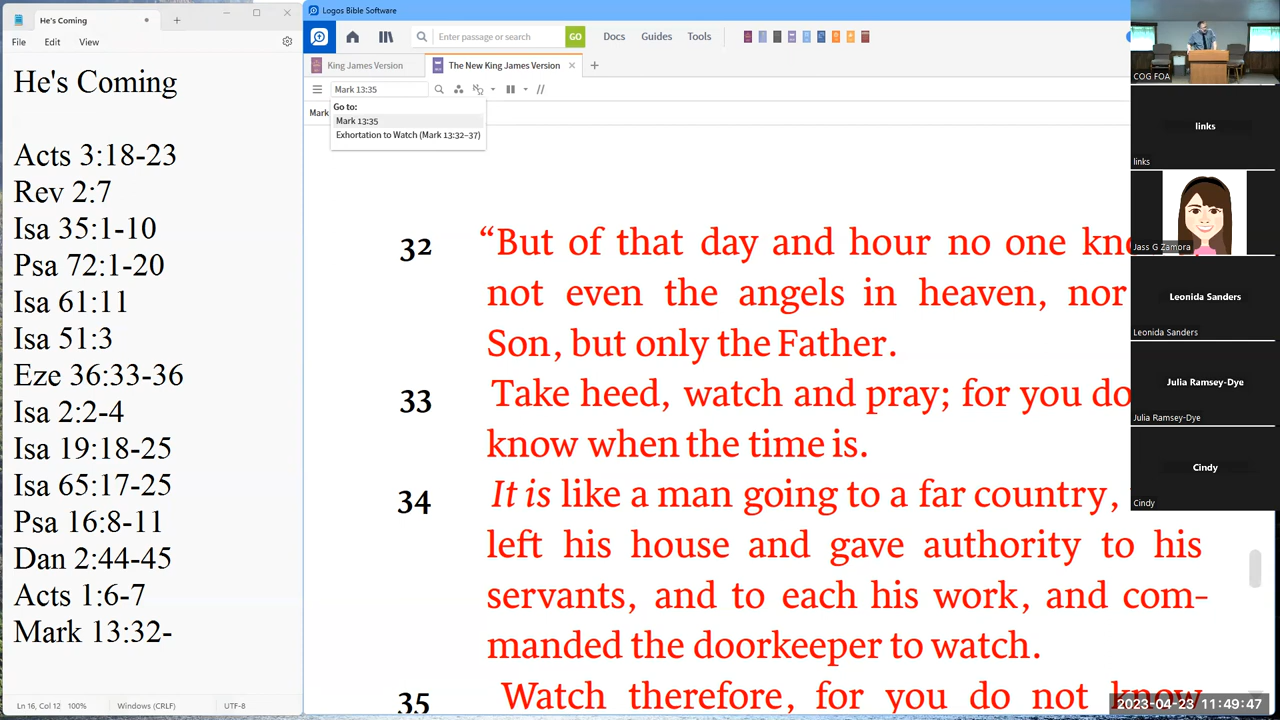 He's Coming
File Edit View
He's Coming
Acts 3:18-23
Rev 2:7
Isa 35:1-10
Psa 72:1-20
Isa 61:11
Isa 51:3
Eze 36:33-36
Isa 2:2-4
Isa 19:18-25
Isa 65:17-25
Psa 16:8-11
Dan 2:44-45
Acts 1:6-7
Mark 13:32-
Ln 16, Col 12 100% Windows (CRLF) UTF-8
Logos Bible Software
Enter passage or search GO Docs Guides Tools
King James Version The New King James Version
Mark 13:35
Go to:
Mark
Mark 13:35
Exhortation to Watch (Mark 13:32–37)
32 “But of that day and hour no one kno
not even the angels in heaven, nor
Son, but only the Father.
33 Take heed, watch and pray; for you do
know when the time is.
34 It is like a man going to a far country,
left his house and gave authority to his
servants, and to each his work, and com-
manded the doorkeeper to watch.
35 Watch therefore, for you do not know
COG FOA
links
links
Jass G Zamora
Leonida Sanders
Leonida Sanders
Julia Ramsey-Dye
Julia Ramsey-Dye
Cindy
Cindy
2023-04-23 11:49:47